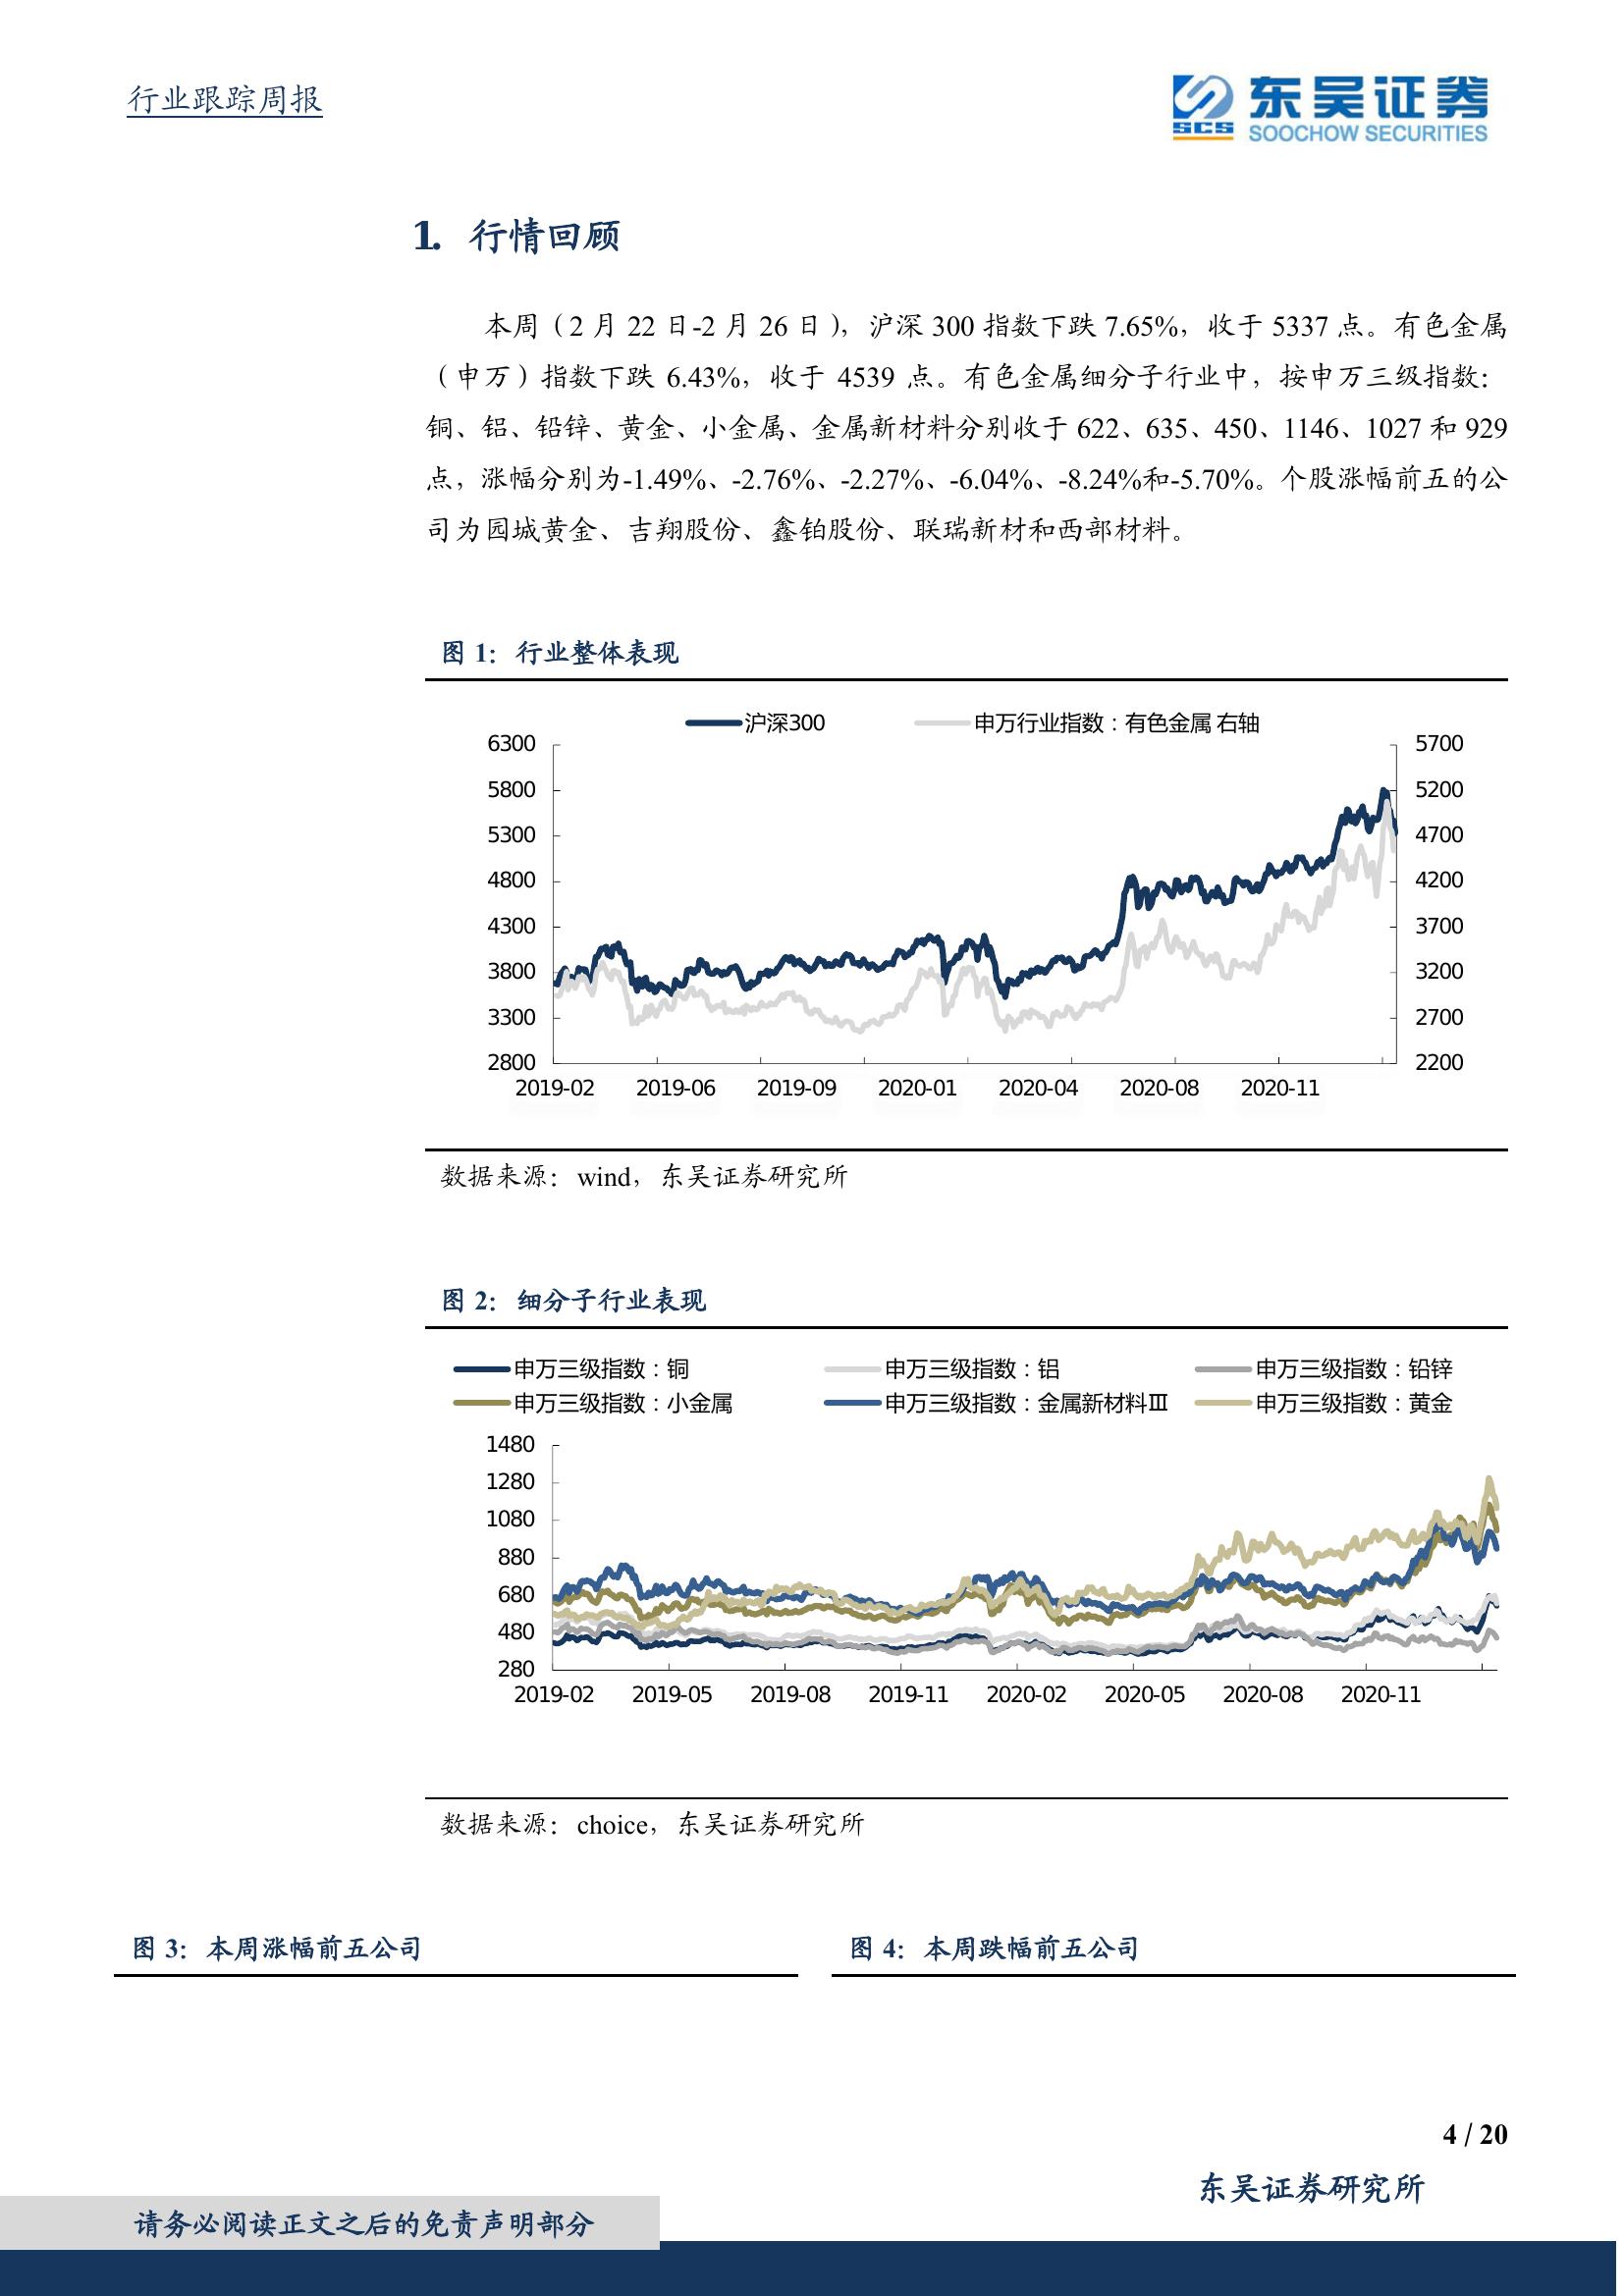 行业跟踪周报
东吴证券
SCS
SOOCHOW SECURITIES
1. 行情回顾
本周（2 月 22 日-2 月 26 日），沪深 300 指数下跌 7.65%，收于 5337 点。有色金属
（申万）指数下跌 6.43%，收于 4539 点。有色金属细分子行业中，按申万三级指数：
铜、铝、铅锌、黄金、小金属、金属新材料分别收于 622、635、450、1146、1027 和 929
点，涨幅分别为-1.49%、-2.76%、-2.27%、-6.04%、-8.24%和-5.70%。个股涨幅前五的公
司为园城黄金、吉翔股份、鑫铂股份、联瑞新材和西部材料。
图 1：行业整体表现
沪深300 申万行业指数：有色金属 右轴
6300 5700
5800 5200
5300 4700
4800 4200
4300 3700
3800 3200
3300 2700
2800 2200
2019-02 2019-06 2019-09 2020-01 2020-04 2020-08 2020-11
数据来源：wind，东吴证券研究所
图 2：细分子行业表现
申万三级指数：铜 申万三级指数：铝 申万三级指数：铅锌
申万三级指数：小金属 申万三级指数：金属新材料Ⅲ 申万三级指数：黄金
1480
1280
1080
880
680
480
280
2019-02 2019-05 2019-08 2019-11 2020-02 2020-05 2020-08 2020-11
数据来源：choice，东吴证券研究所
图 3：本周涨幅前五公司 图 4：本周跌幅前五公司
4 / 20
东吴证券研究所
请务必阅读正文之后的免责声明部分